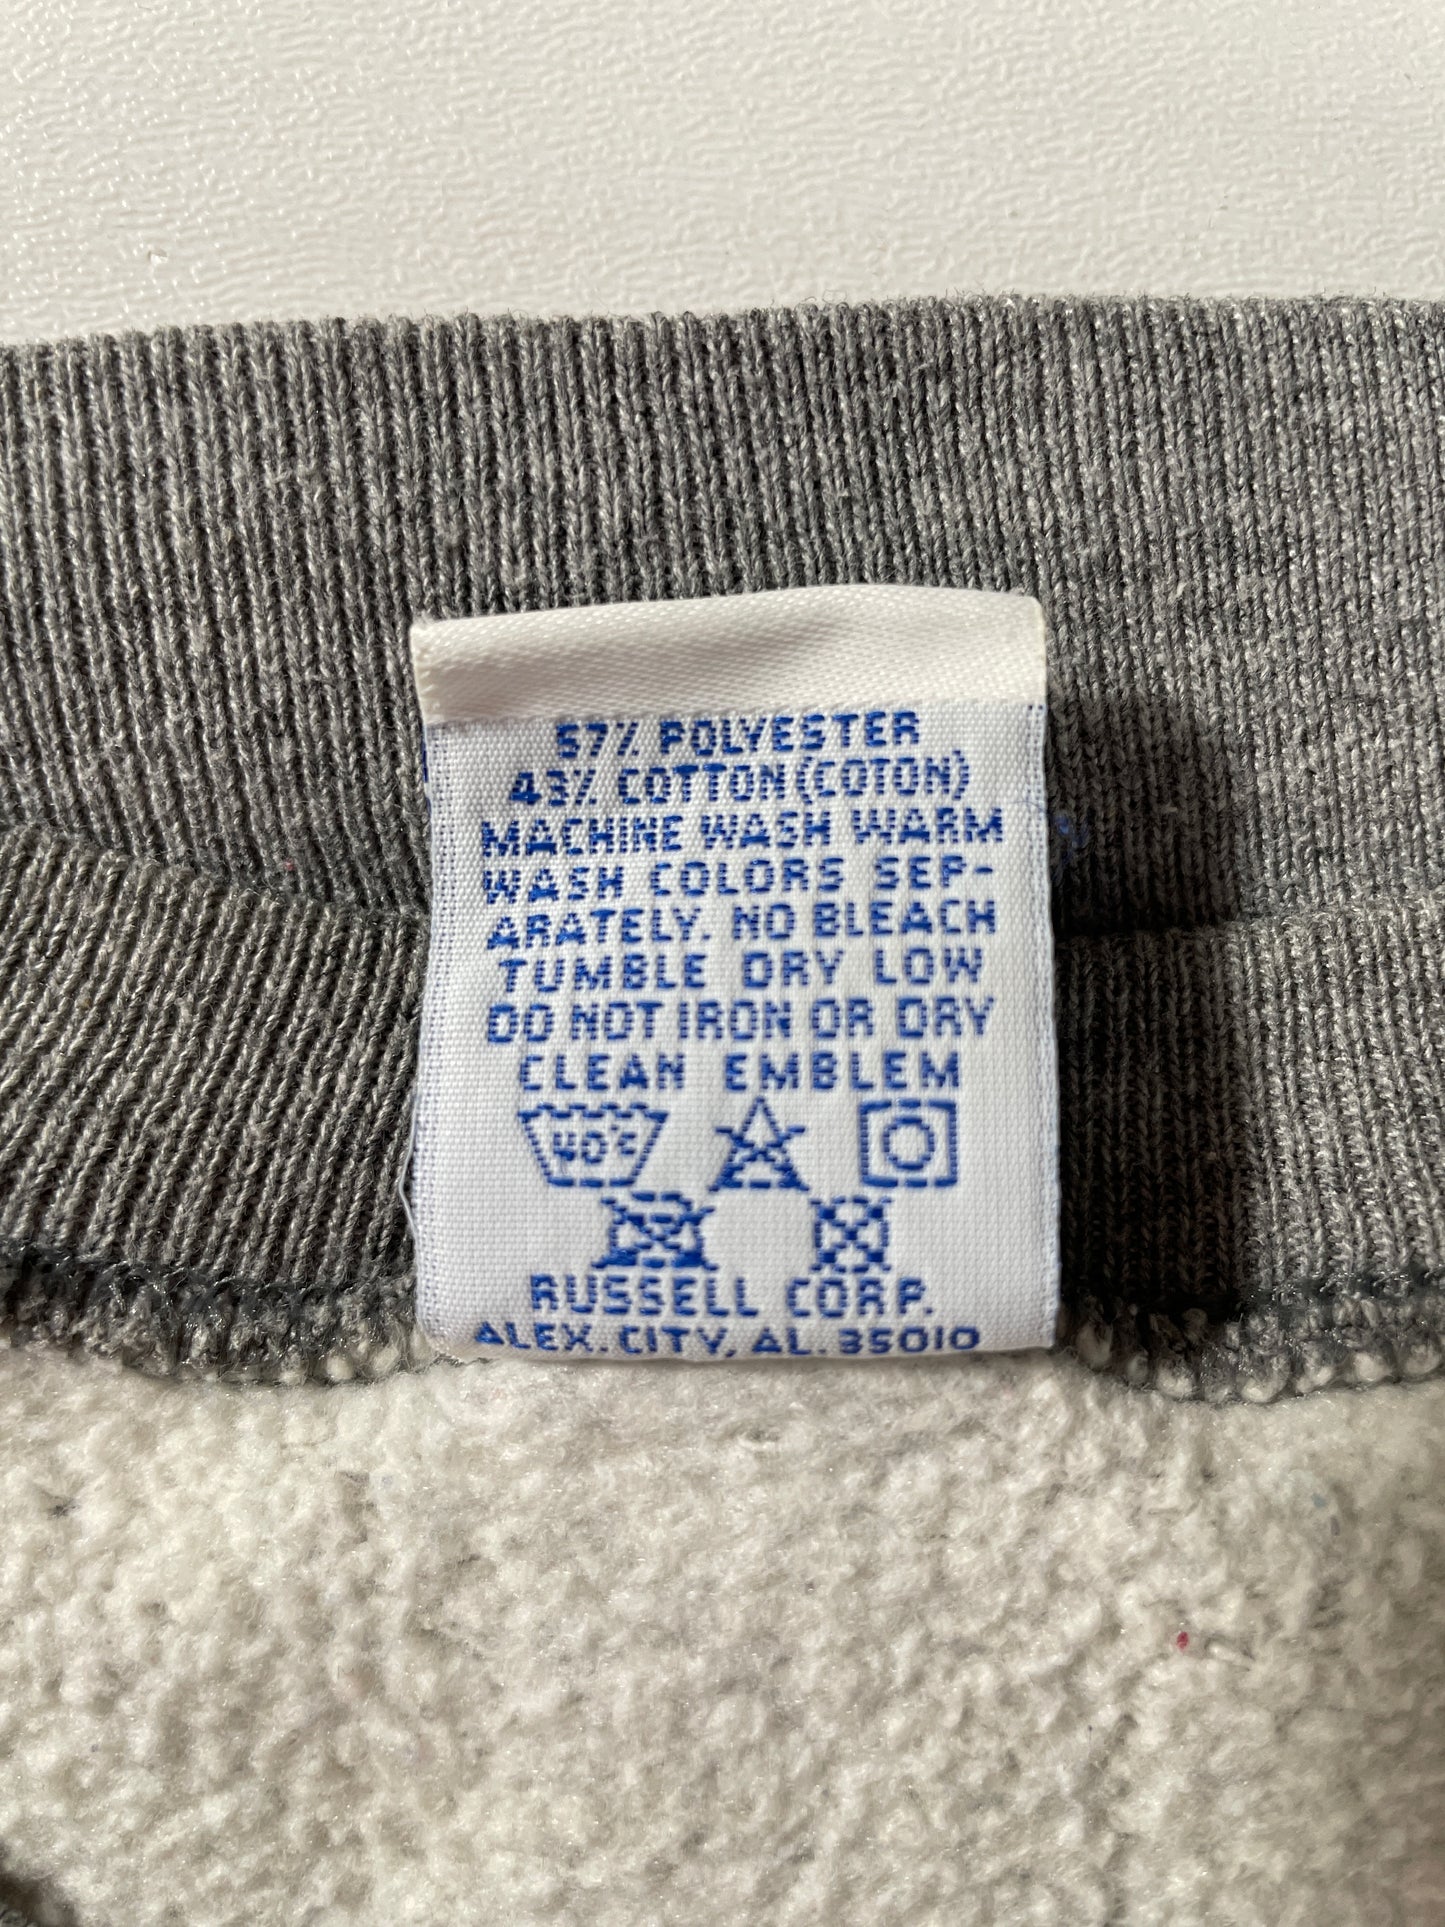 57% POLYESTER
43% COTTON (COTON)
MACHINE WASH WARM
WASH COLORS SEP-
ARATELY. NO BLEACH
TUMBLE DRY LOW
DO NOT IRON OR DRY
CLEAN EMBLEM
40°C
RUSSELL CORP.
ALEX. CITY, AL. 35010